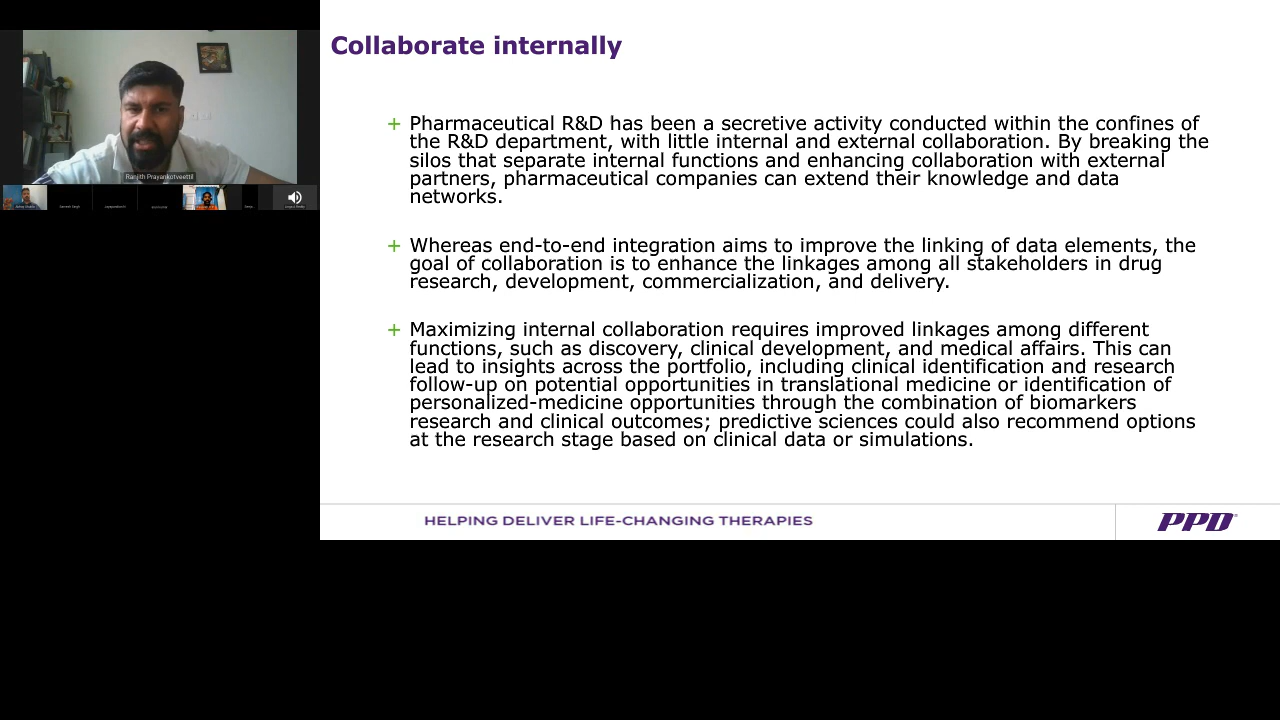 Collaborate internally
+ Pharmaceutical R&D has been a secretive activity conducted within the confines of
the R&D department, with little internal and external collaboration. By breaking the
silos that separate internal functions and enhancing collaboration with external
partners, pharmaceutical companies can extend their knowledge and data
networks.
+ Whereas end-to-end integration aims to improve the linking of data elements, the
goal of collaboration is to enhance the linkages among all stakeholders in drug
research, development, commercialization, and delivery.
+ Maximizing internal collaboration requires improved linkages among different
functions, such as discovery, clinical development, and medical affairs. This can
lead to insights across the portfolio, including clinical identification and research
follow-up on potential opportunities in translational medicine or identification of
personalized-medicine opportunities through the combination of biomarkers
research and clinical outcomes; predictive sciences could also recommend options
at the research stage based on clinical data or simulations.
HELPING DELIVER LIFE-CHANGING THERAPIES
PPD
Ranjith Prayankotveettil